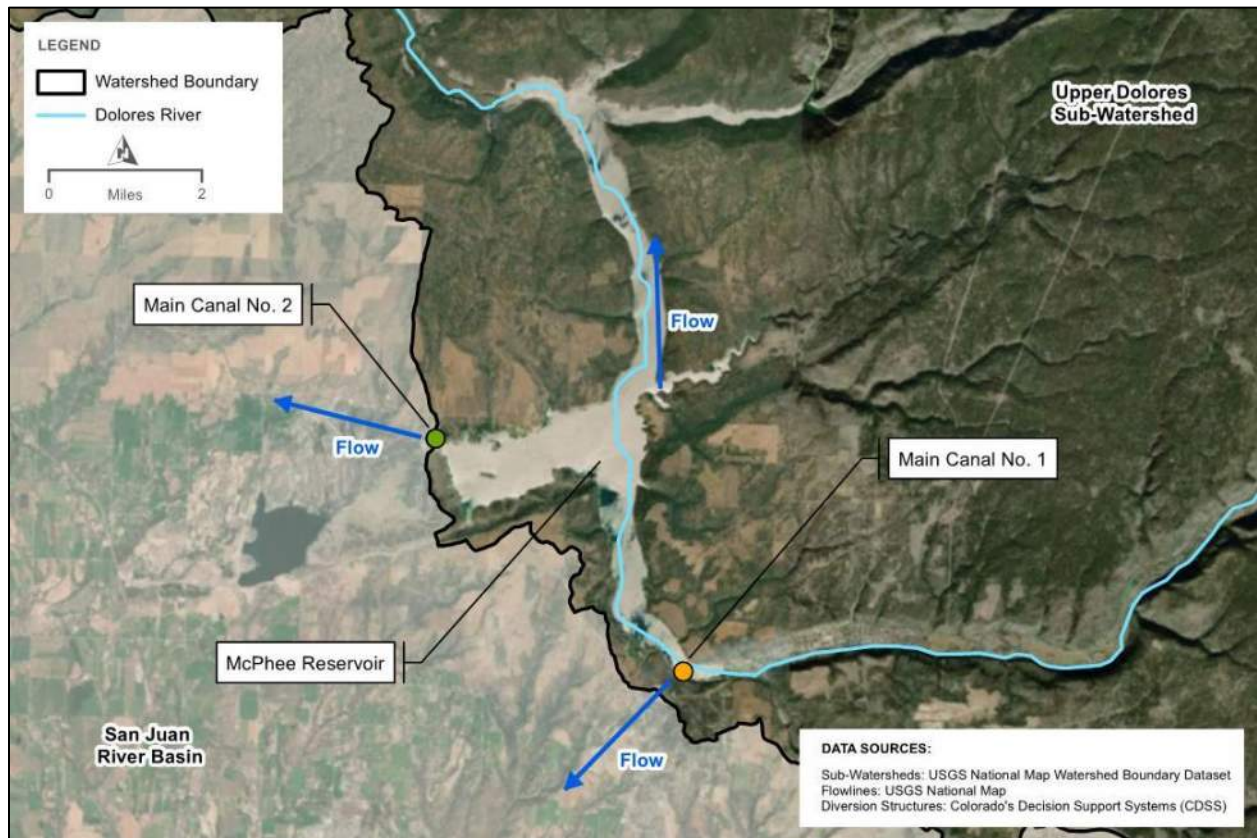 LEGEND
Watershed Boundary
Dolores River
0 2
Miles
Upper Dolores
Sub-Watershed
Main Canal No. 2
Flow
Flow
Main Canal No. 1
McPhee Reservoir
San Juan
River Basin
Flow
DATA SOURCES:
Sub-Watersheds: USGS National Map Watershed Boundary Dataset
Flowlines: USGS National Map
Diversion Structures: Colorado's Decision Support Systems (CDSS)